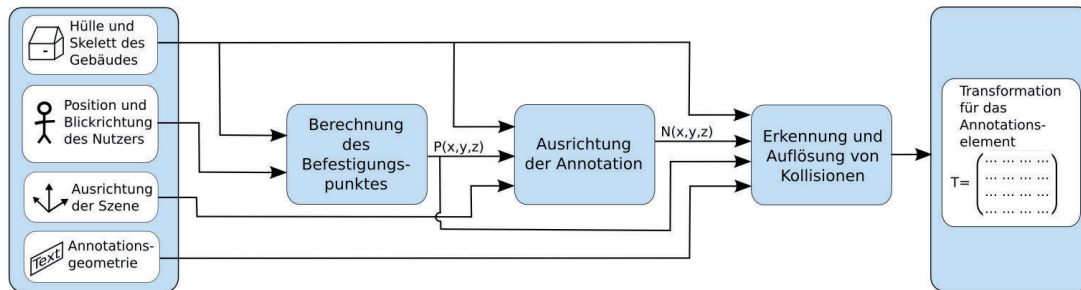 Hülle und
Skelett des
Gebäudes
Position und
Blickrichtung
des Nutzers
Ausrichtung
der Szene
Text
Annotations-
geometrie
Berechnung
des
Befestigungs-
punktes
P(x,y,z)
Ausrichtung
der Annotation
N(x,y,z)
Erkennung und
Auflösung von
Kollisionen
Transformation
für das
Annotations-
element
T=
... ... ... ...
... ... ... ...
... ... ... ...
... ... ... ...